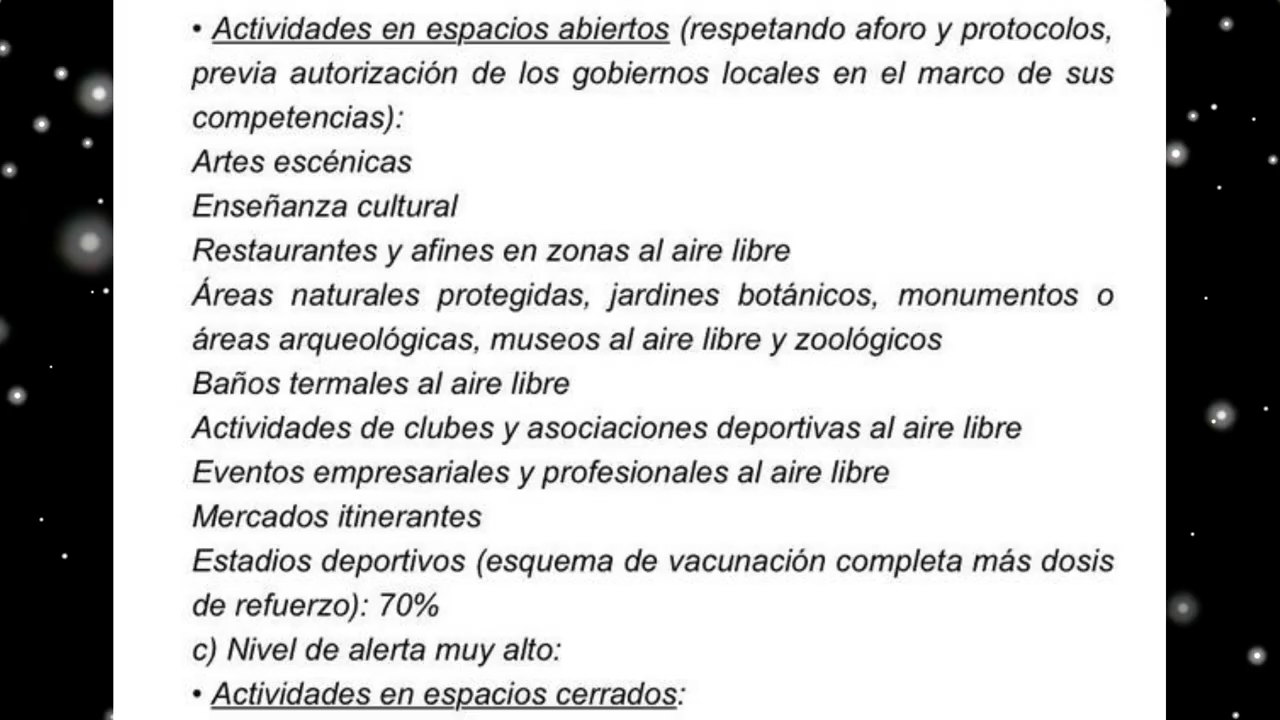 • Actividades en espacios abiertos (respetando aforo y protocolos,
previa autorización de los gobiernos locales en el marco de sus
competencias):
Artes escénicas
Enseñanza cultural
Restaurantes y afines en zonas al aire libre
Áreas naturales protegidas, jardines botánicos, monumentos o
áreas arqueológicas, museos al aire libre y zoológicos
Baños termales al aire libre
Actividades de clubes y asociaciones deportivas al aire libre
Eventos empresariales y profesionales al aire libre
Mercados itinerantes
Estadios deportivos (esquema de vacunación completa más dosis
de refuerzo): 70%
c) Nivel de alerta muy alto:
• Actividades en espacios cerrados: